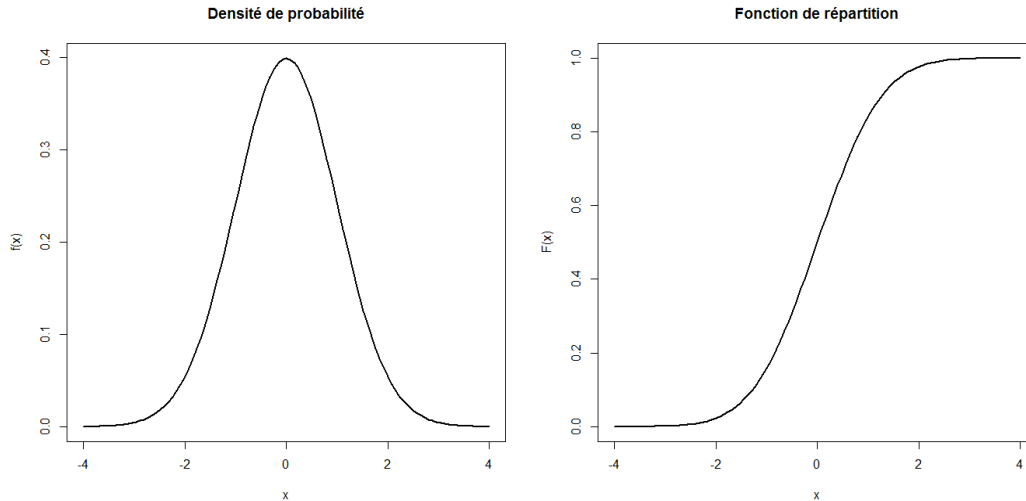 Densité de probabilité
0.4
0.3
0.2
0.1
0.0
f(x)
-4 -2 0 2 4
x
Fonction de répartition
1.0
0.8
0.6
0.4
0.2
0.0
F(x)
-4 -2 0 2 4
x